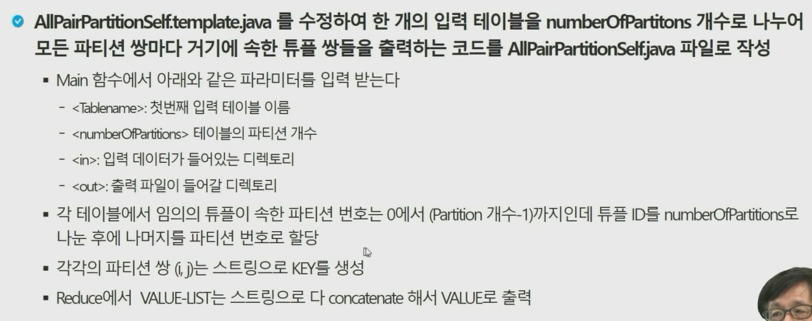 AllPairPartitionSelf.template.java 를 수정하여 한 개의 입력 테이블을 numberOfPartitons 개수로 나누어
모든 파티션 쌍마다 거기에 속한 튜플 쌍들을 출력하는 코드를 AllPairPartitionSelf.java 파일로 작성
▪ Main 함수에서 아래와 같은 파라미터를 입력 받는다
- <Tablename>: 첫번째 입력 테이블 이름
- <numberOfPartitions> 테이블의 파티션 개수
- <in>: 입력 데이터가 들어있는 디렉토리
- <out>: 출력 파일이 들어갈 디렉토리
▪ 각 테이블에서 임의의 튜플이 속한 파티션 번호는 0에서 (Partition 개수-1)까지인데 튜플 ID를 numberOfPartitions로
나눈 후에 나머지를 파티션 번호로 할당
▪ 각각의 파티션 쌍 (i, j)는 스트링으로 KEY를 생성
▪ Reduce에서 VALUE-LIST는 스트링으로 다 concatenate 해서 VALUE로 출력